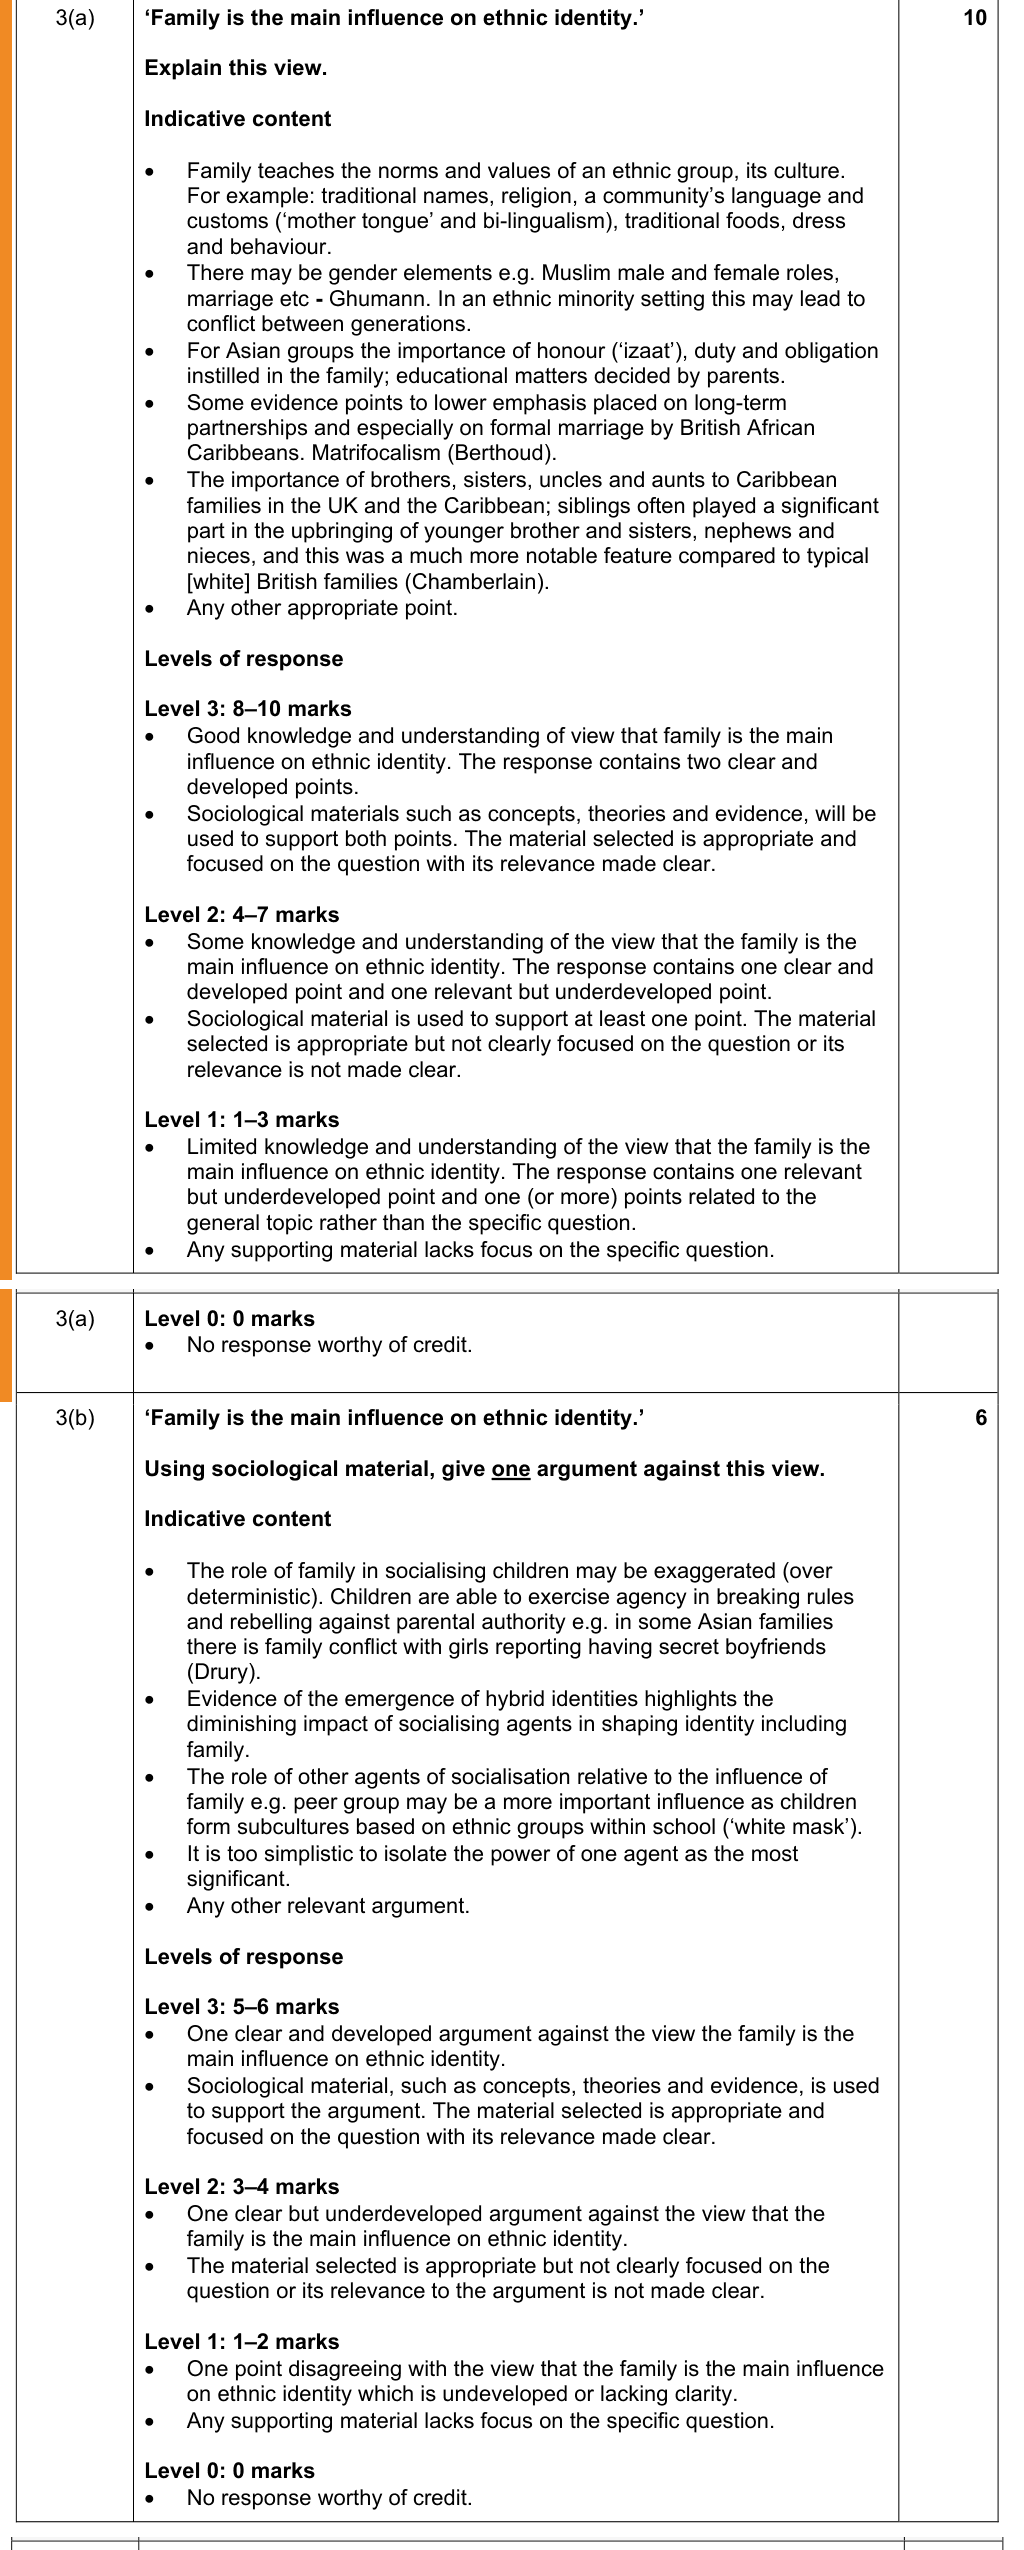 3(a) ‘Family is the main influence on ethnic identity.’ 10
Explain this view.
Indicative content
• Family teaches the norms and values of an ethnic group, its culture.
For example: traditional names, religion, a community’s language and
customs (‘mother tongue’ and bi-lingualism), traditional foods, dress
and behaviour.
• There may be gender elements e.g. Muslim male and female roles,
marriage etc - Ghumann. In an ethnic minority setting this may lead to
conflict between generations.
• For Asian groups the importance of honour (‘izaat’), duty and obligation
instilled in the family; educational matters decided by parents.
• Some evidence points to lower emphasis placed on long-term
partnerships and especially on formal marriage by British African
Caribbeans. Matrifocalism (Berthoud).
• The importance of brothers, sisters, uncles and aunts to Caribbean
families in the UK and the Caribbean; siblings often played a significant
part in the upbringing of younger brother and sisters, nephews and
nieces, and this was a much more notable feature compared to typical
[white] British families (Chamberlain).
• Any other appropriate point.
Levels of response
Level 3: 8–10 marks
• Good knowledge and understanding of view that family is the main
influence on ethnic identity. The response contains two clear and
developed points.
• Sociological materials such as concepts, theories and evidence, will be
used to support both points. The material selected is appropriate and
focused on the question with its relevance made clear.
Level 2: 4–7 marks
• Some knowledge and understanding of the view that the family is the
main influence on ethnic identity. The response contains one clear and
developed point and one relevant but underdeveloped point.
• Sociological material is used to support at least one point. The material
selected is appropriate but not clearly focused on the question or its
relevance is not made clear.
Level 1: 1–3 marks
• Limited knowledge and understanding of the view that the family is the
main influence on ethnic identity. The response contains one relevant
but underdeveloped point and one (or more) points related to the
general topic rather than the specific question.
• Any supporting material lacks focus on the specific question.
3(a) Level 0: 0 marks
• No response worthy of credit.
3(b) ‘Family is the main influence on ethnic identity.’ 6
Using sociological material, give one argument against this view.
Indicative content
• The role of family in socialising children may be exaggerated (over
deterministic). Children are able to exercise agency in breaking rules
and rebelling against parental authority e.g. in some Asian families
there is family conflict with girls reporting having secret boyfriends
(Drury).
• Evidence of the emergence of hybrid identities highlights the
diminishing impact of socialising agents in shaping identity including
family.
• The role of other agents of socialisation relative to the influence of
family e.g. peer group may be a more important influence as children
form subcultures based on ethnic groups within school (‘white mask’).
• It is too simplistic to isolate the power of one agent as the most
significant.
• Any other relevant argument.
Levels of response
Level 3: 5–6 marks
• One clear and developed argument against the view the family is the
main influence on ethnic identity.
• Sociological material, such as concepts, theories and evidence, is used
to support the argument. The material selected is appropriate and
focused on the question with its relevance made clear.
Level 2: 3–4 marks
• One clear but underdeveloped argument against the view that the
family is the main influence on ethnic identity.
• The material selected is appropriate but not clearly focused on the
question or its relevance to the argument is not made clear.
Level 1: 1–2 marks
• One point disagreeing with the view that the family is the main influence
on ethnic identity which is undeveloped or lacking clarity.
• Any supporting material lacks focus on the specific question.
Level 0: 0 marks
• No response worthy of credit.